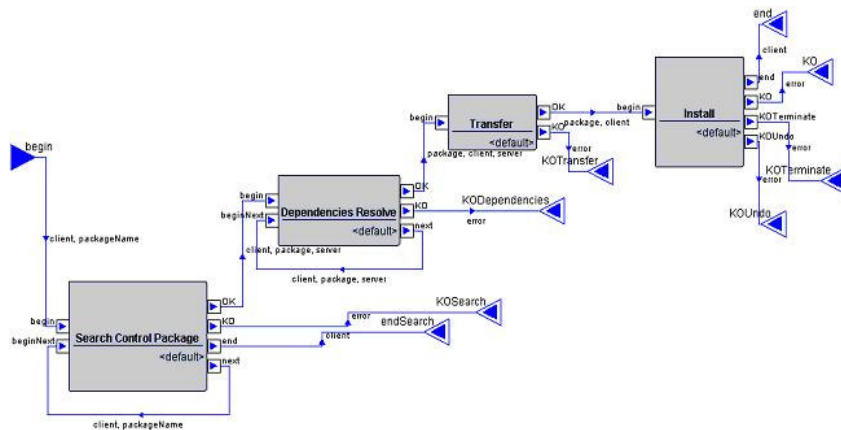 end
client
KO
end
KO
error
OK
begin
Install
begin
Transfer
package, client
KOTerminate
<default>
KO
KOUndo
<default>
error
error
begin
package, client, server
KOTransfer
error
KOTerminate
OK
begin
KO
KODependencies
KOUndo
beginNext
Dependencies Resolve
error
<default>
next
client, packageName
client, package, server
client, package, server
OK
KOSearch
begin
KO
error
endSearch
beginNext
Search Control Package
end
client
<default>
next
client, packageName